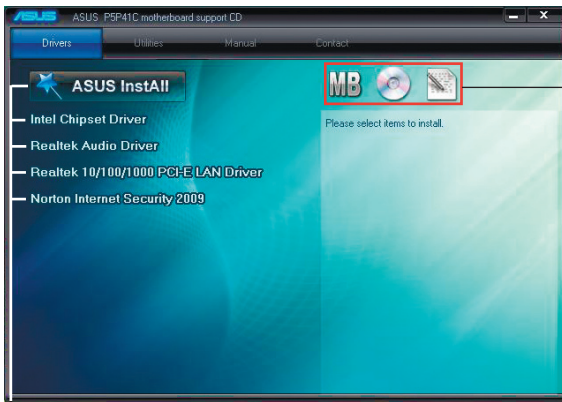 ASUS ASUS P5P41C motherboard support CD
Drivers Utilities Manual Contact
ASUS InstAll
MB
Intel Chipset Driver
Please select items to install.
Realtek Audio Driver
Realtek 10/100/1000 PCI-E LAN Driver
Norton Internet Security 2009